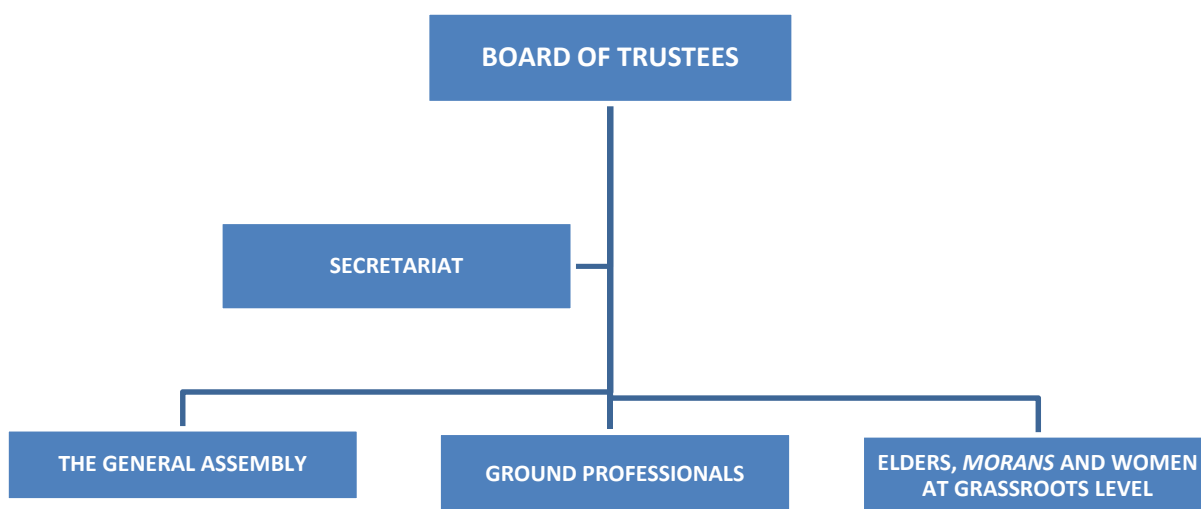 BOARD OF TRUSTEES
SECRETARIAT
THE GENERAL ASSEMBLY
GROUND PROFESSIONALS
ELDERS, MORANS AND WOMEN
AT GRASSROOTS LEVEL